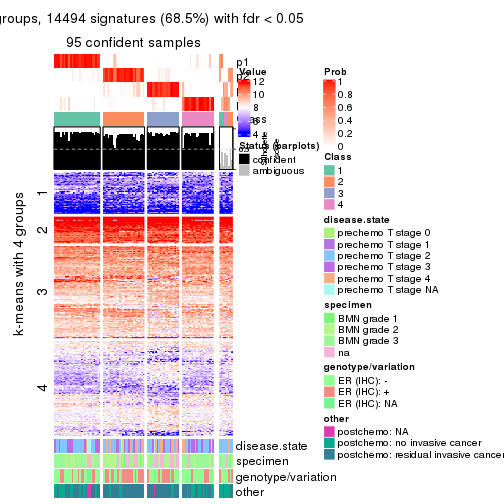 groups, 14494 signatures (68.5%) with fdr < 0.05
95 confident samples
p1
p2
Value
12
10
8
6
4
Prob
1
0.8
0.6
0.4
0.2
0
Status (barplots)
confident
ambiguous
Class
1
2
3
4
k-means with 4 groups
1
2
3
4
disease.state
prechemo T stage 0
prechemo T stage 1
prechemo T stage 2
prechemo T stage 3
prechemo T stage 4
prechemo T stage NA
specimen
BMN grade 1
BMN grade 2
BMN grade 3
na
genotype/variation
ER (IHC): -
ER (IHC): +
ER (IHC): NA
other
postchemo: NA
postchemo: no invasive cancer
postchemo: residual invasive cancer
disease.state
specimen
genotype/variation
other